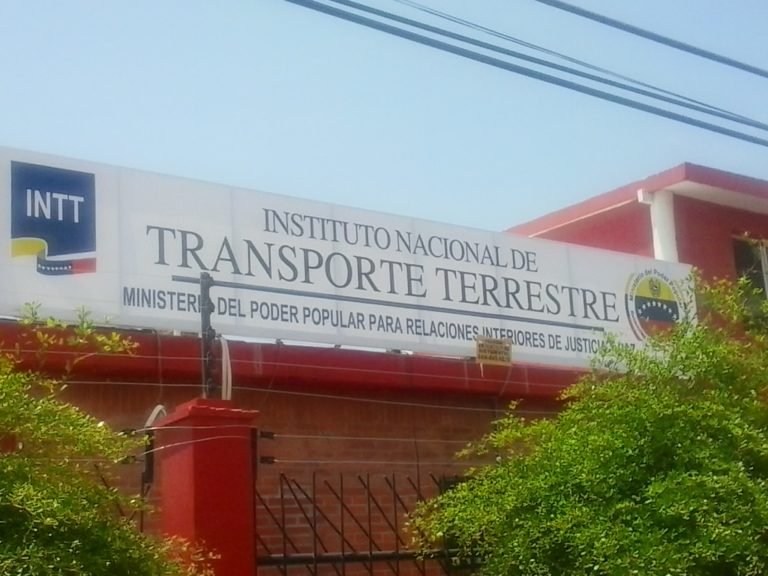 INTT
INSTITUTO NACIONAL DE
TRANSPORTE TERRESTRE
MINISTERIO DEL PODER POPULAR PARA RELACIONES INTERIORES DE JUSTICIA